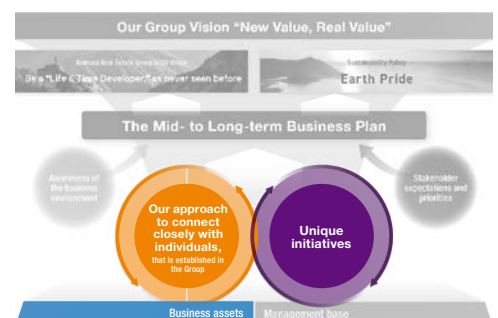 Our Group Vision “New Value, Real Value”
Be a “Life & Time Developer,” as never seen before
Sustainability Policy
Earth Pride
The Mid- to Long-term Business Plan
Awareness of
the business
environment
Stakeholder
expectations and
priorities
Our approach
to connect
closely with
individuals,
that is established in
the Group
Unique
initiatives
Business assets
Management base